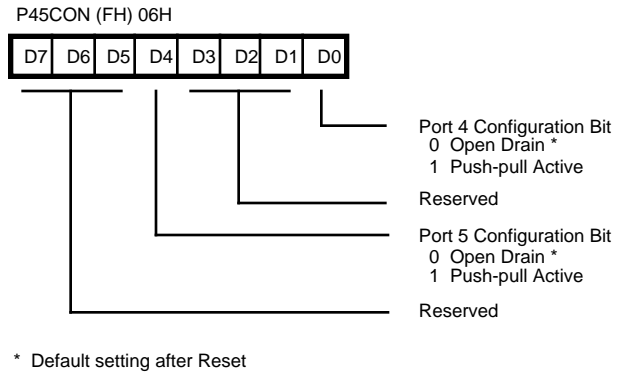 P45CON (FH) 06H
D7 D6 D5 D4 D3 D2 D1 D0
Port 4 Configuration Bit
0 Open Drain *
1 Push-pull Active
Reserved
Port 5 Configuration Bit
0 Open Drain *
1 Push-pull Active
Reserved
* Default setting after Reset